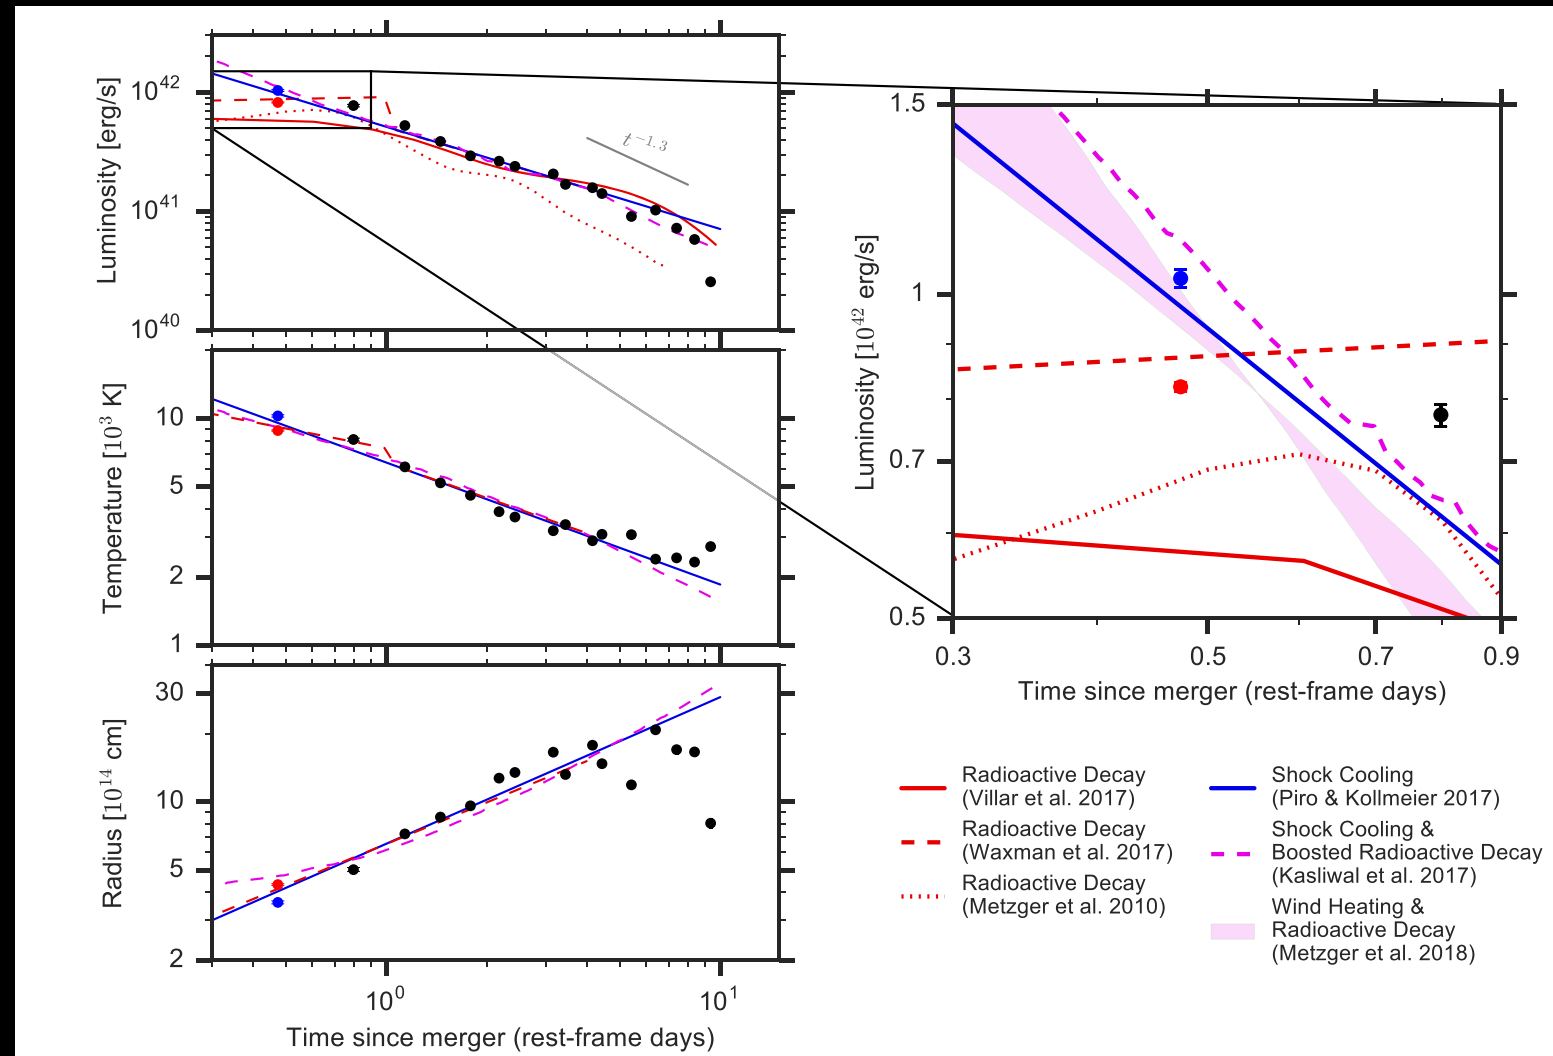 10^42
10^41
10^40
Luminosity [erg/s]
t^−1.3
10
5
2
1
Temperature [10^3 K]
30
10
5
2
Radius [10^14 cm]
10^0
10^1
Time since merger (rest-frame days)
1.5
1
0.7
0.5
Luminosity [10^42 erg/s]
0.3
0.5
0.7
0.9
Time since merger (rest-frame days)
Radioactive Decay
(Villar et al. 2017)
Radioactive Decay
(Waxman et al. 2017)
Radioactive Decay
(Metzger et al. 2010)
Shock Cooling
(Piro & Kollmeier 2017)
Shock Cooling &
Boosted Radioactive Decay
(Kasliwal et al. 2017)
Wind Heating &
Radioactive Decay
(Metzger et al. 2018)